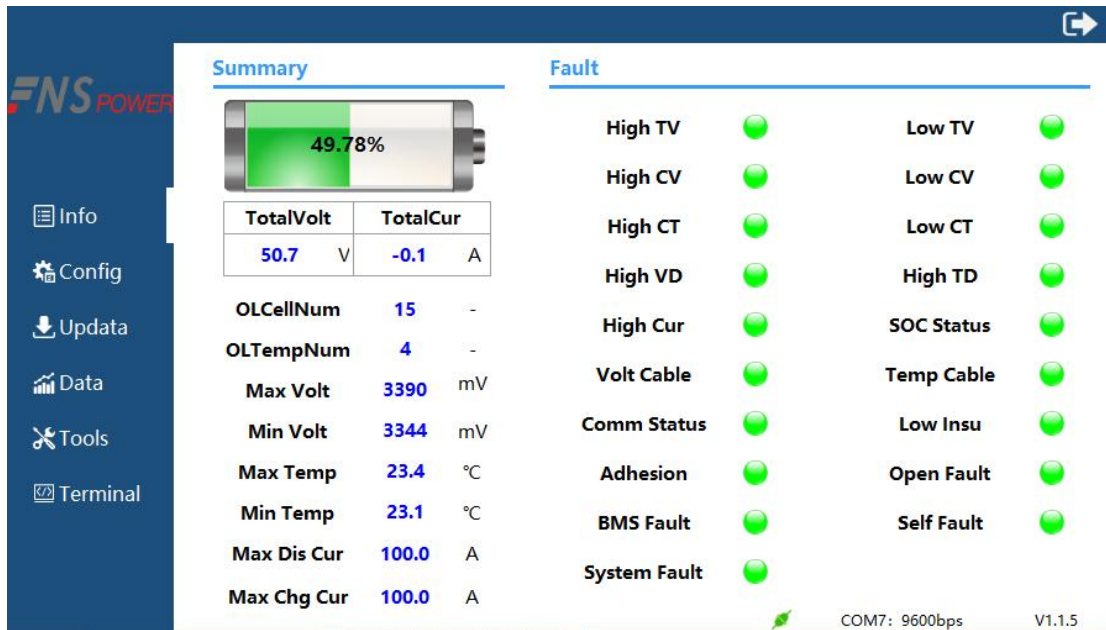 ENS POWER
Info
Config
Updata
Data
Tools
Terminal
Summary
49.78%
TotalVolt TotalCur
50.7 V -0.1 A
OLCellNum 15 -
OLTempNum 4 -
Max Volt 3390 mV
Min Volt 3344 mV
Max Temp 23.4 ℃
Min Temp 23.1 ℃
Max Dis Cur 100.0 A
Max Chg Cur 100.0 A
Fault
High TV Low TV
High CV Low CV
High CT Low CT
High VD High TD
High Cur SOC Status
Volt Cable Temp Cable
Comm Status Low Insu
Adhesion Open Fault
BMS Fault Self Fault
System Fault
COM7: 9600bps V1.1.5